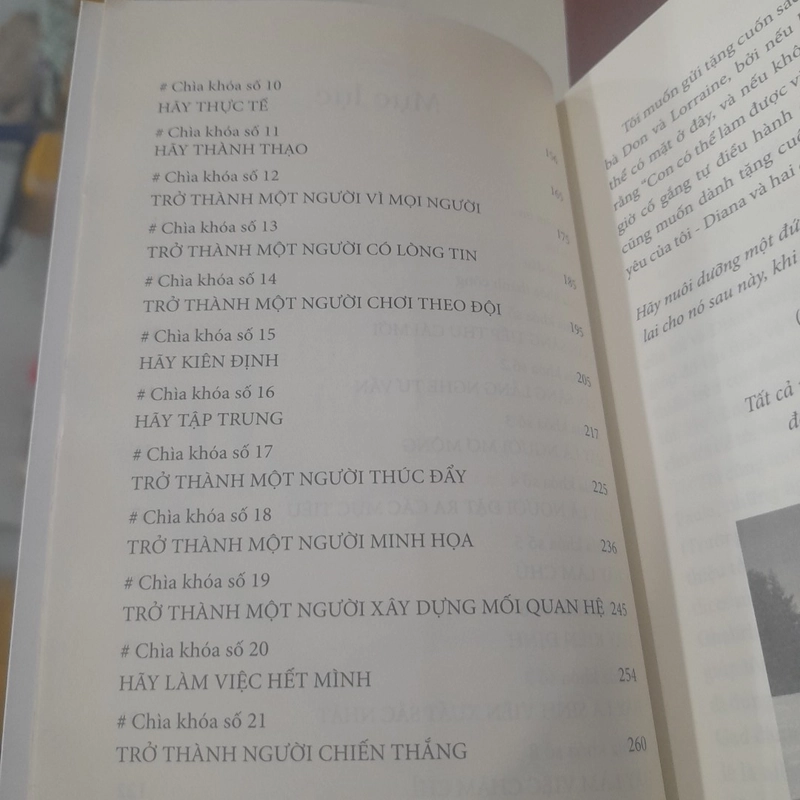 # Chìa khóa số 10
HÃY THỰC TẾ
# Chìa khóa số 11
HÃY THÀNH THẠO
# Chìa khóa số 12
TRỞ THÀNH MỘT NGƯỜI VÌ MỌI NGƯỜI 165
# Chìa khóa số 13
TRỞ THÀNH MỘT NGƯỜI CÓ LÒNG TIN 175
# Chìa khóa số 14 185
TRỞ THÀNH MỘT NGƯỜI CHƠI THEO ĐỘI 195
# Chìa khóa số 15
HÃY KIÊN ĐỊNH 205
# Chìa khóa số 16
HÃY TẬP TRUNG 217
# Chìa khóa số 17
TRỞ THÀNH MỘT NGƯỜI THÚC ĐẨY 225
# Chìa khóa số 18
TRỞ THÀNH MỘT NGƯỜI MINH HỌA 236
# Chìa khóa số 19
TRỞ THÀNH MỘT NGƯỜI XÂY DỰNG MỐI QUAN HỆ 245
# Chìa khóa số 20
HÃY LÀM VIỆC HẾT MÌNH 254
# Chìa khóa số 21
TRỞ THÀNH NGƯỜI CHIẾN THẮNG 260
Tôi muốn gửi tặng cuốn
bà Don và Lorraine, bởi nếu
thể có mặt ở đây, và nếu
rằng "Con có thể làm được
giờ cố gắng tự điều hành
cũng muốn dành tặng
yêu của tôi - Diana và hai
Hãy nuôi dưỡng một
lai cho nó sau này, khi
Tất cả